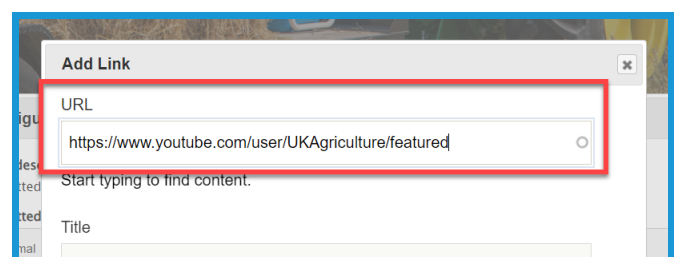 Add Link
URL
https://www.youtube.com/user/UKAgriculture/featured
Start typing to find content.
Title